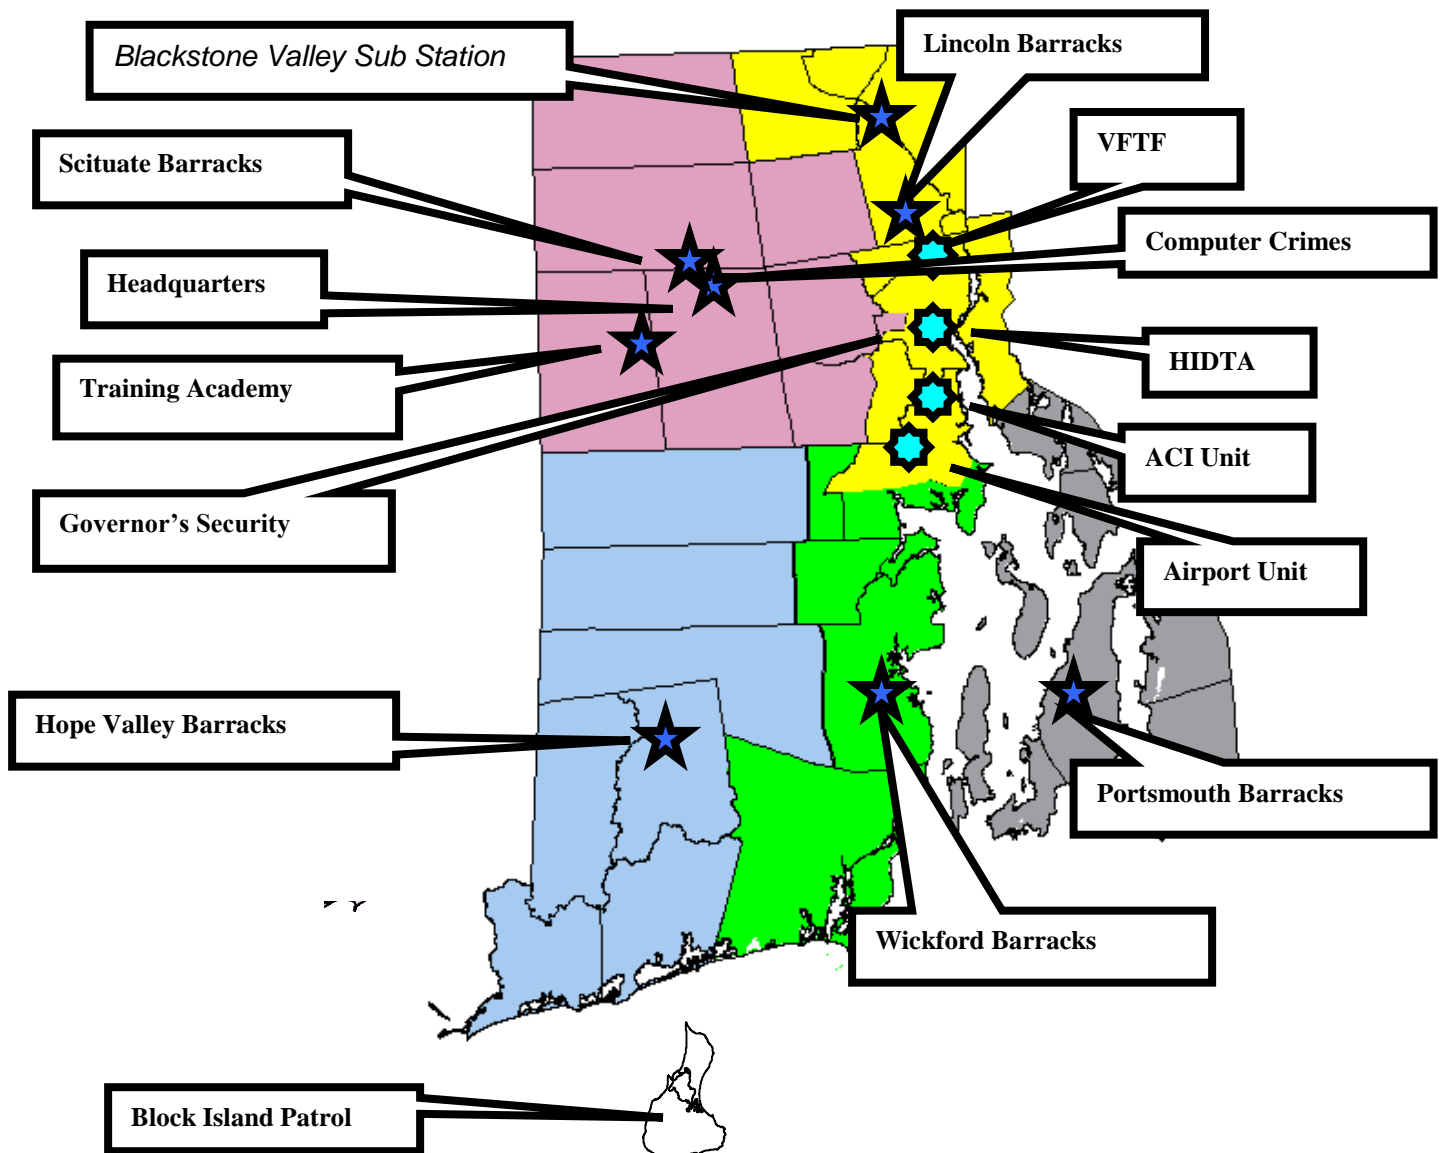 Blackstone Valley Sub Station
Lincoln Barracks
VFTF
Scituate Barracks
Computer Crimes
Headquarters
HIDTA
Training Academy
ACI Unit
Governor’s Security
Airport Unit
Hope Valley Barracks
Portsmouth Barracks
Wickford Barracks
Block Island Patrol